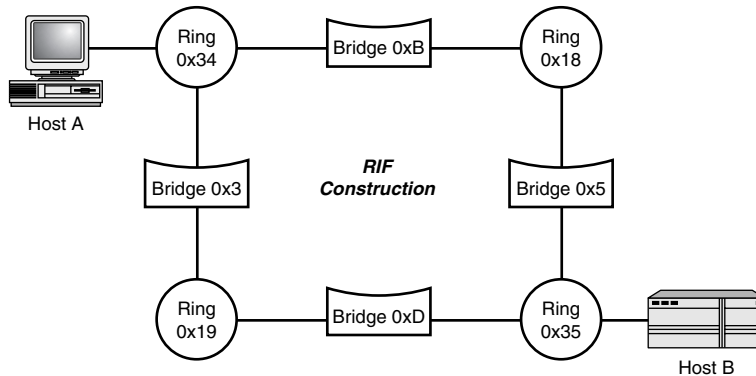 Ring
0x34
Bridge 0xB
Ring
0x18
Host A
Bridge 0x3
RIF
Construction
Bridge 0x5
Ring
0x19
Bridge 0xD
Ring
0x35
Host B